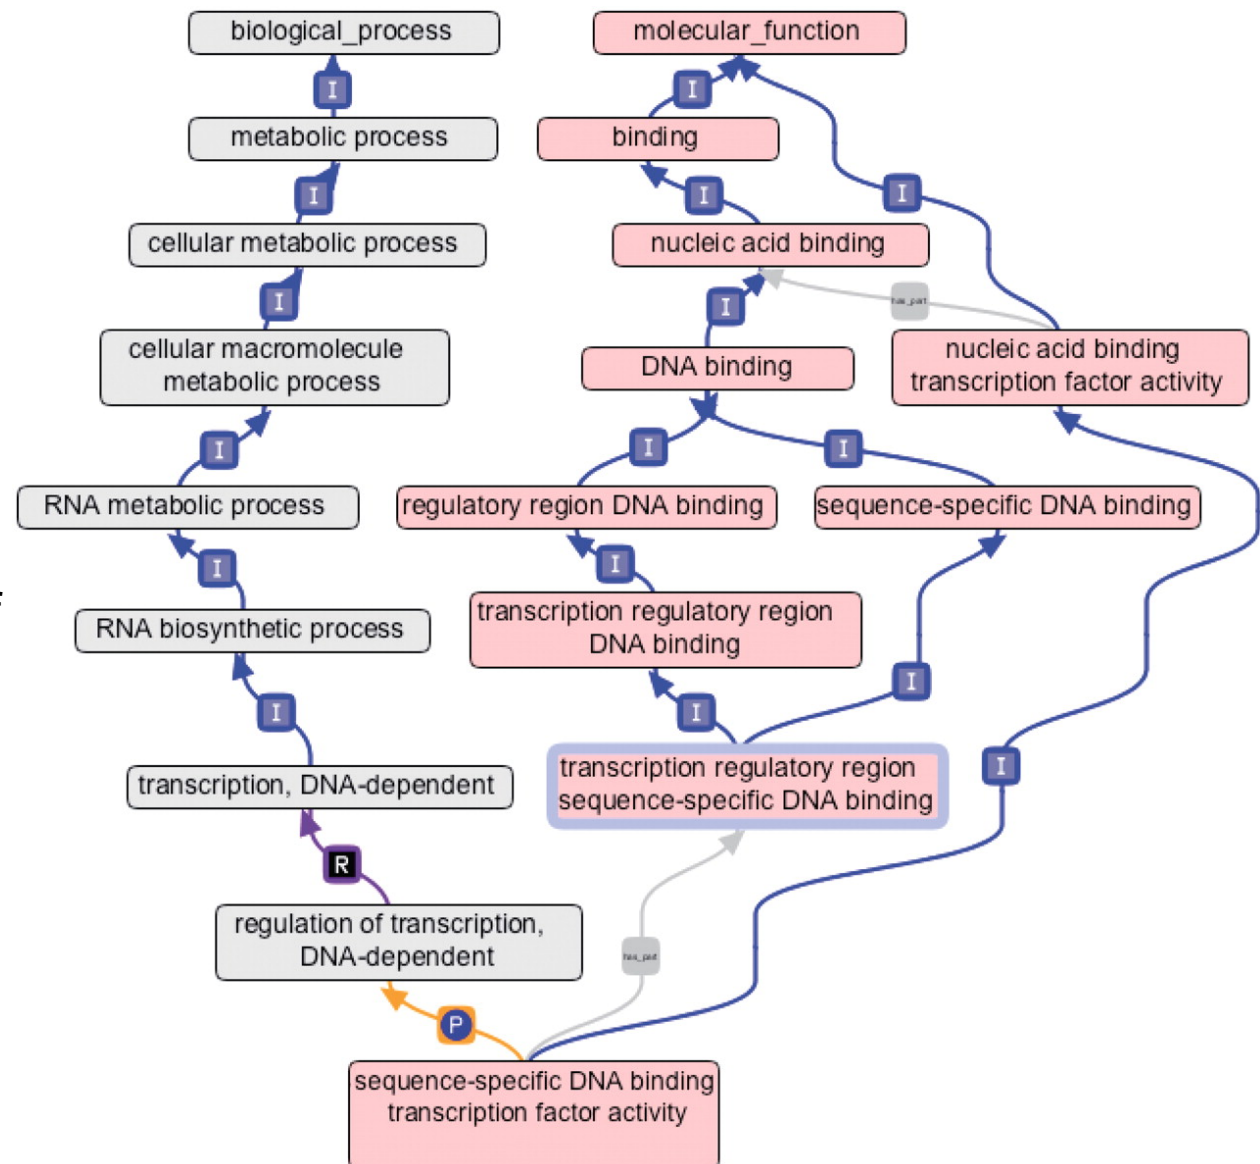 biological_process
molecular_function
I
I
metabolic process
binding
I
I
I
cellular metabolic process
nucleic acid binding
I
I
has_part
cellular macromolecule
metabolic process
DNA binding
nucleic acid binding
transcription factor activity
I
I
I
RNA metabolic process
regulatory region DNA binding
sequence-specific DNA binding
I
I
RNA biosynthetic process
transcription regulatory region
DNA binding
I
I
I
transcription, DNA-dependent
transcription regulatory region
sequence-specific DNA binding
I
R
regulation of transcription,
DNA-dependent
has_part
P
sequence-specific DNA binding
transcription factor activity